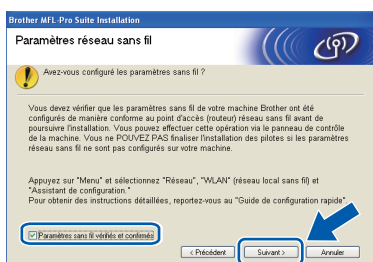 Brother MFL-Pro Suite Installation
Paramètres réseau sans fil
Avez-vous configuré les paramètres sans fil ?
Vous devez vérifier que les paramètres sans fil de votre machine Brother ont été
configurés de manière conforme au point d'accès (routeur) réseau sans fil avant de
poursuivre l'installation. Vous pouvez effectuer cette opération via le panneau de contrôle
de la machine. Vous ne POUVEZ PAS finaliser l'installation des pilotes si les paramètres
réseau sans fil ne sont pas configurés sur votre machine.
Appuyez sur "Menu" et sélectionnez "Réseau", "WLAN" (réseau local sans fil) et
"Assistant de configuration."
Pour obtenir des instructions détaillées, reportez-vous au "Guide de configuration rapide".
Paramètres sans fil vérifiés et confirmés
< Précédent Suivant > Annuler